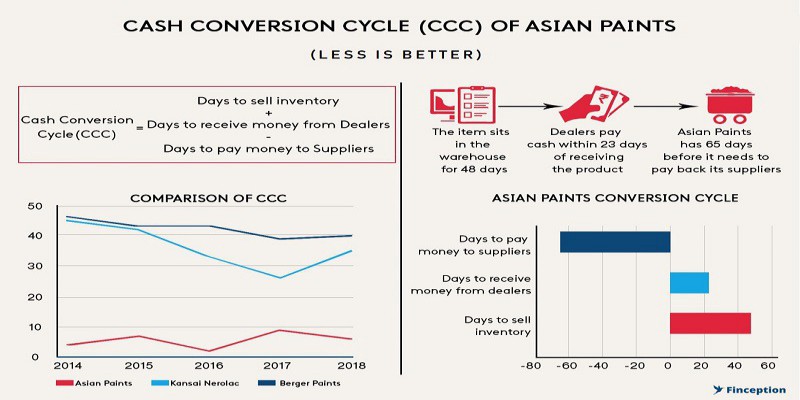 CASH CONVERSION CYCLE (CCC) OF ASIAN PAINTS
(LESS IS BETTER)
Cash Conversion
Cycle (CCC)
=
Days to sell inventory
+
Days to receive money from Dealers
-
Days to pay money to Suppliers
The item sits
in the
warehouse
for 48 days
Dealers pay
cash within 23 days
of receiving
the product
Asian Paints
has 65 days
before it needs to
pay back its suppliers
COMPARISON OF CCC
50
40
30
20
10
0
2014 2015 2016 2017 2018
Asian Paints Kansai Nerolac Berger Paints
ASIAN PAINTS CONVERSION CYCLE
Days to pay
money to suppliers
Days to receive
money from dealers
Days to sell
inventory
-80 -60 -40 -20 0 20 40 60
Finception